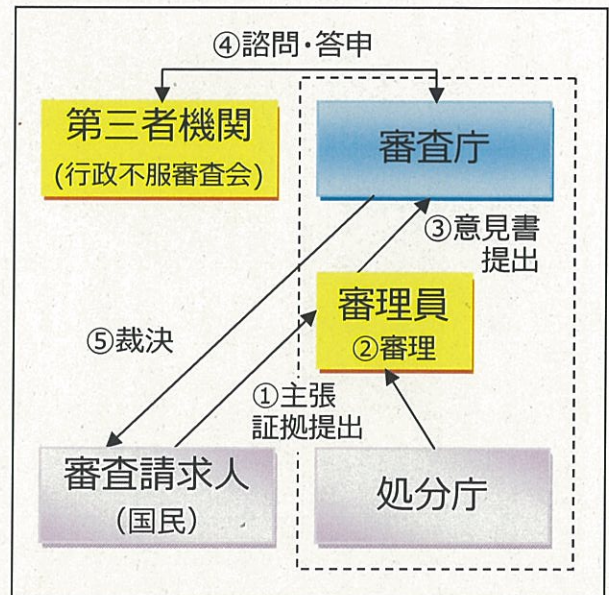 ④諮問・答申
第三者機関
(行政不服審査会)
審査庁
③意見書
提出
審理員
②審理
⑤裁決
①主張
証拠提出
審査請求人
(国民)
処分庁